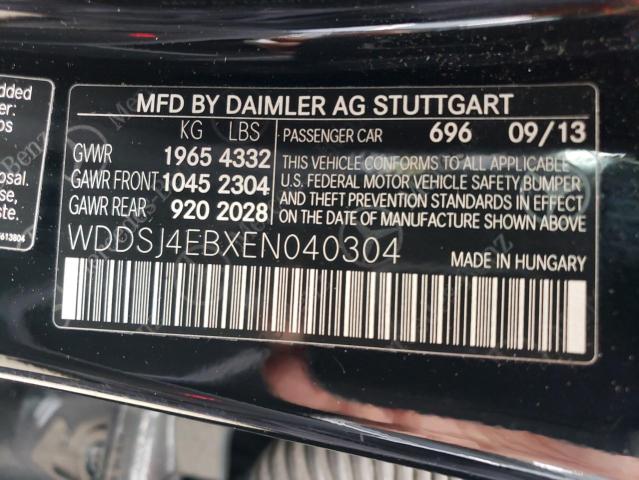 MFD BY DAIMLER AG STUTTGART
KG LBS PASSENGER CAR 696 09/13
GVWR 1965 4332 THIS VEHICLE CONFORMS TO ALL APPLICABLE
GAWR FRONT 1045 2304 U.S. FEDERAL MOTOR VEHICLE SAFETY, BUMPER
GAWR REAR 920 2028 AND THEFT PREVENTION STANDARDS IN EFFECT
ON THE DATE OF MANUFACTURE SHOWN ABOVE.
WDDSJ4EBXEN040304 MADE IN HUNGARY
Mercedes-Benz